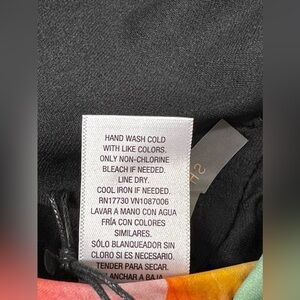 HAND WASH COLD
WITH LIKE COLORS.
ONLY NON-CHLORINE
BLEACH IF NEEDED.
LINE DRY.
COOL IRON IF NEEDED.
RN17730 VN1087006
LAVAR A MANO CON AGUA
FRÍA CON COLORES
SIMILARES.
SÓLO BLANQUEADOR SIN
CLORO SI ES NECESARIO.
TENDER PARA SECAR.
PLANCHAR A BAJA